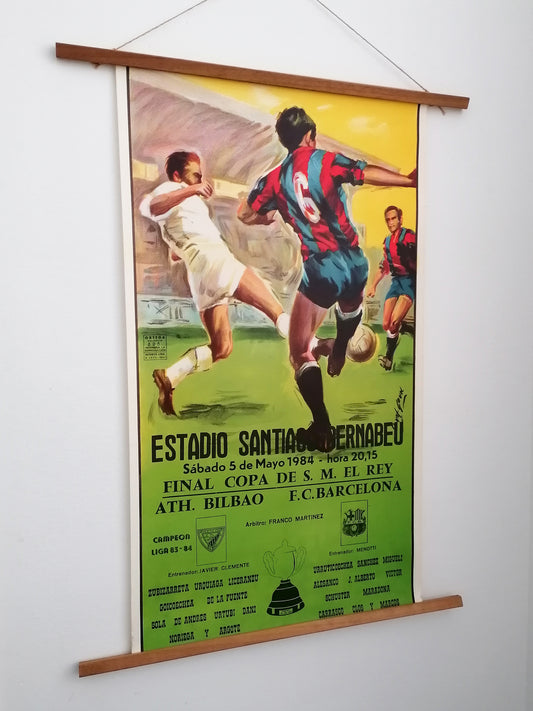 6
ORTEGA
ESTADIO SANTIAGO BERNABEU
Sábado 5 de Mayo 1984 - hora 20,15
FINAL COPA DE S. M. EL REY
ATH. BILBAO F.C. BARCELONA
Arbitro: FRANCO MARTINEZ
CAMPEON
LIGA 83-84
Entrenador: JAVIER CLEMENTE
Entrenador: MENOTTI
ZUBIZARRETA URQUIAGA LICERANZU
GOICOECHEA DE LA FUENTE
SOLA DE ANDRES URTUBI DANI
NORIEGA Y ARGOTE
URRUTICOECHEA SANCHEZ MIGUELI
ALESANCO J. ALBERTO VICTOR
SCHUSTER MARADONA
CARRASCO CLOS Y MARCOS